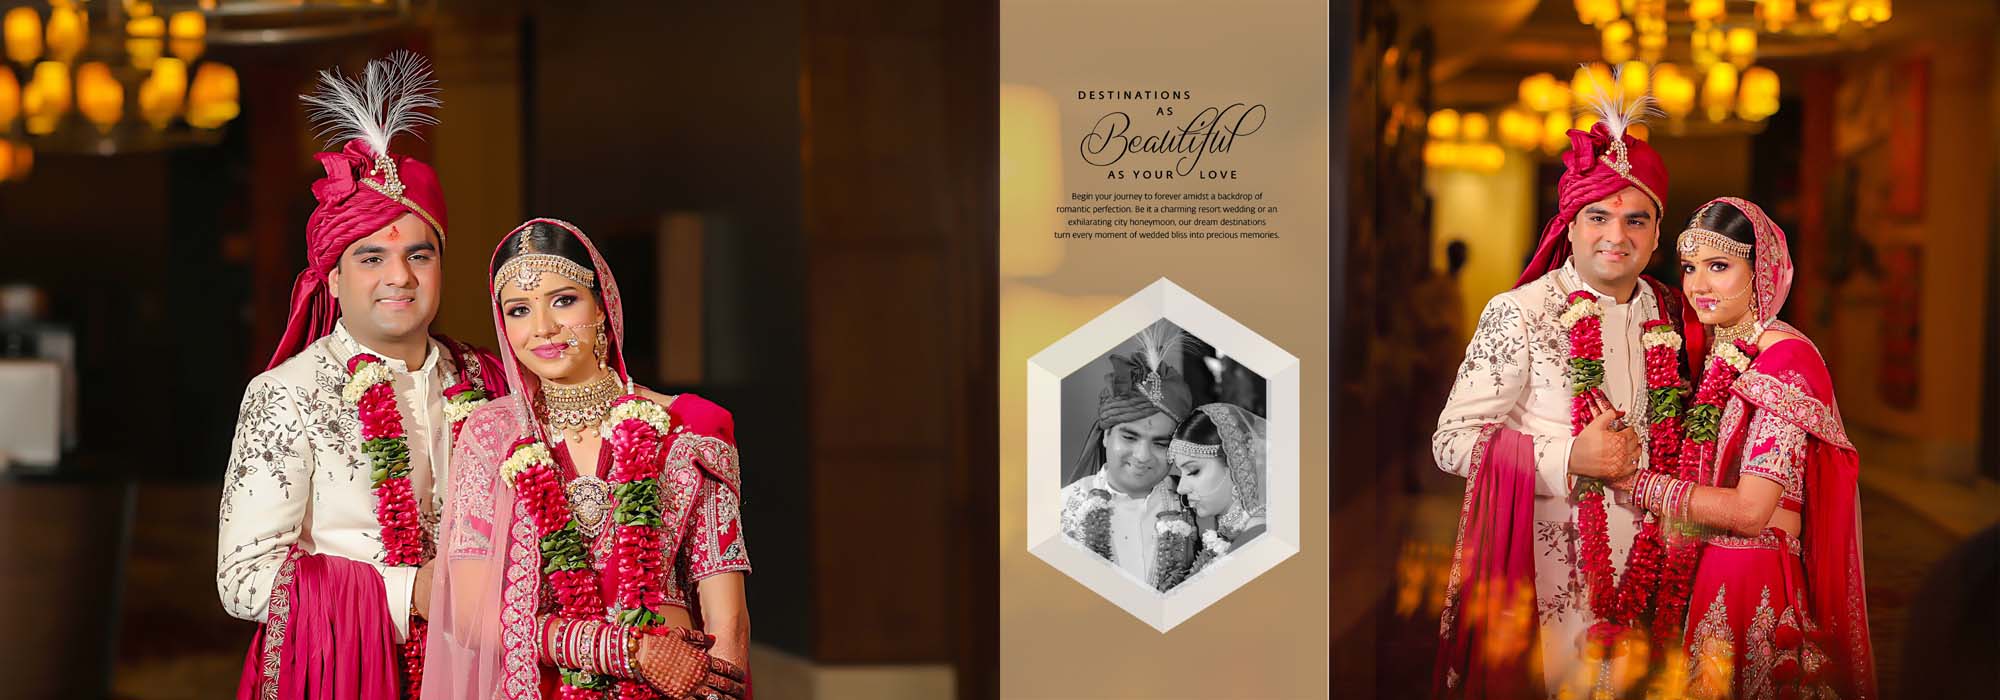 DESTINATIONS
AS
Beautiful
AS YOUR LOVE
Begin your journey to forever amidst a backdrop of
romantic perfection. Be it a charming resort wedding or an
exhilarating city honeymoon, our dream destinations
turn every moment of wedded bliss into precious memories.